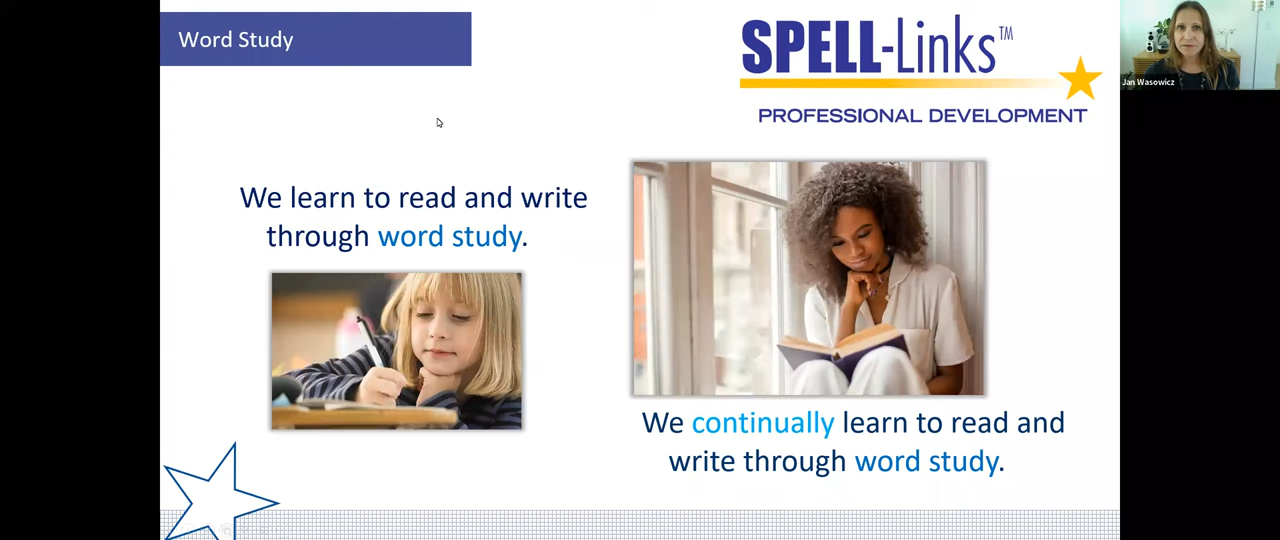 Word Study
SPELL-Links™
PROFESSIONAL DEVELOPMENT
Jan Wasowicz
We learn to read and write
through word study.
We continually learn to read and
write through word study.